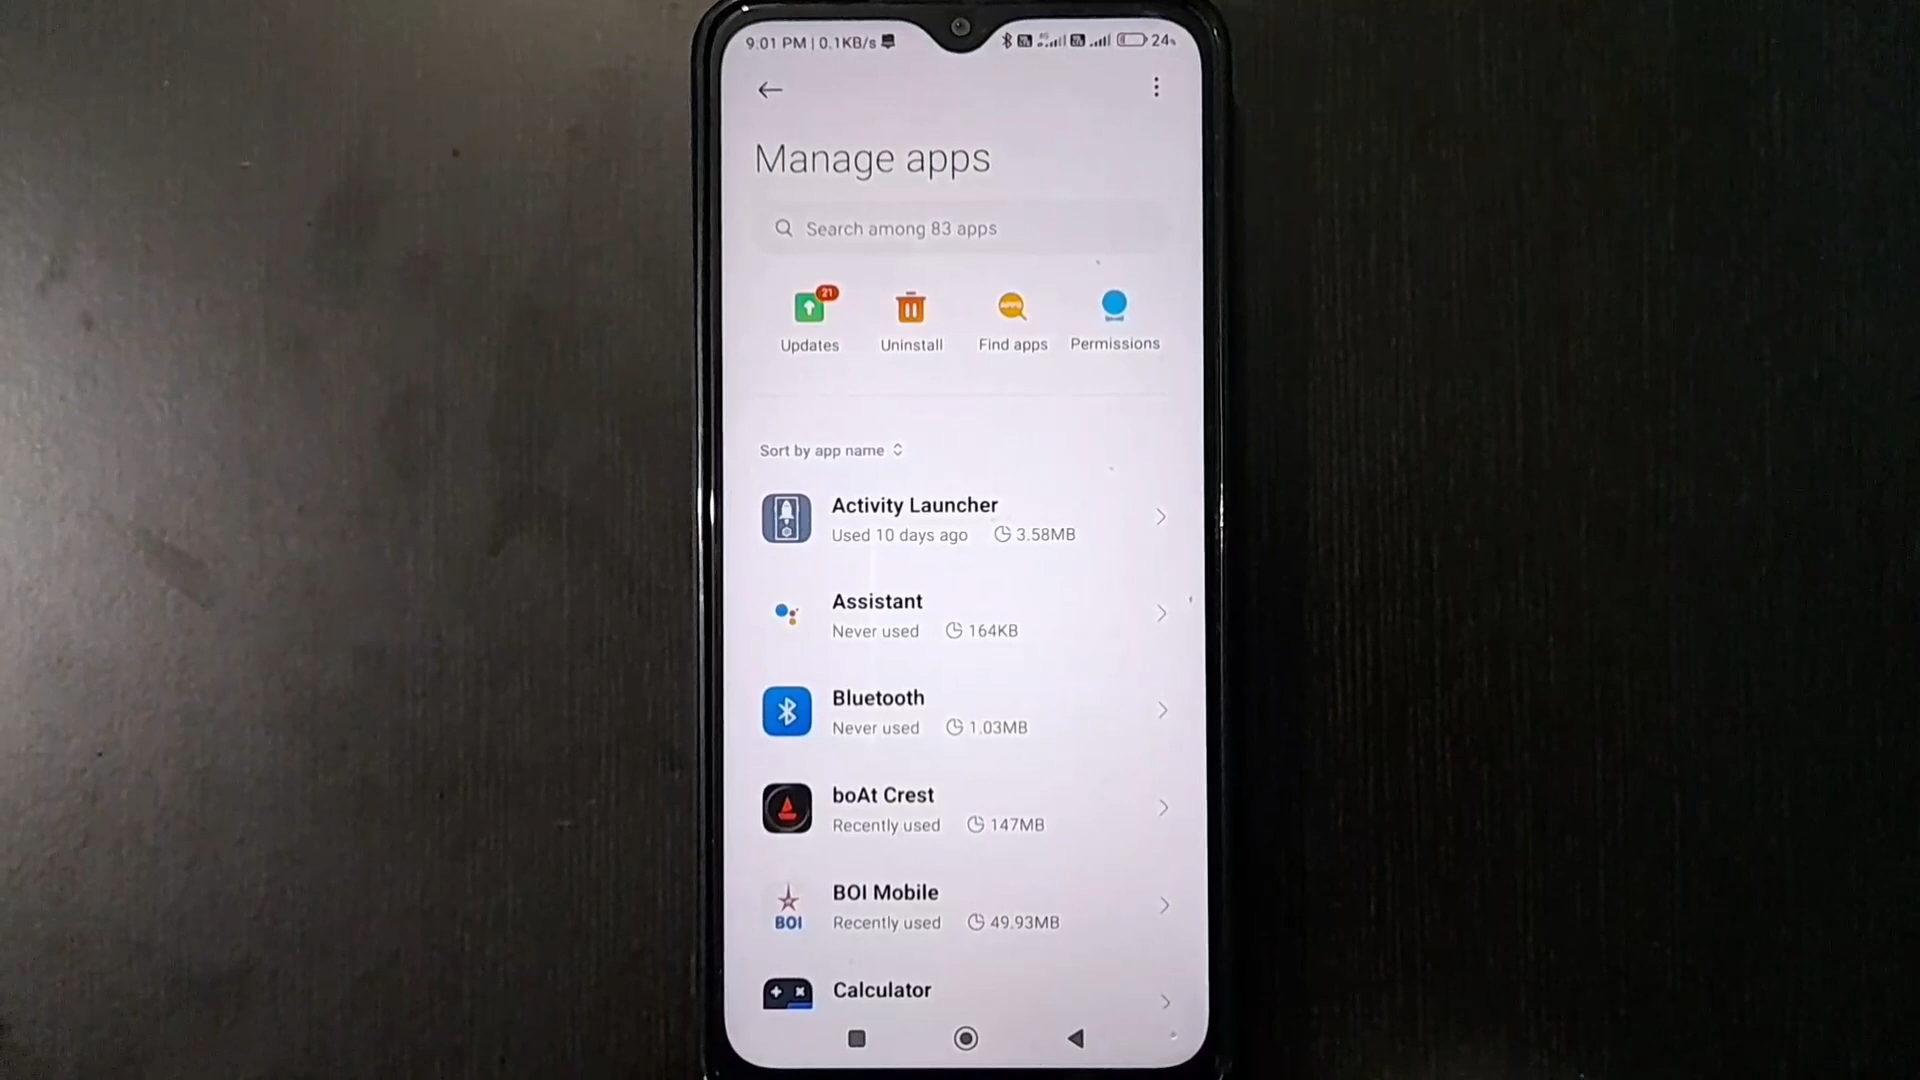 9:01 PM | 0.1KB/s 24%
Manage apps
Search among 83 apps
21
Updates Uninstall Find apps Permissions
Sort by app name
Activity Launcher
Used 10 days ago 3.58MB
Assistant
Never used 164KB
Bluetooth
Never used 1.03MB
boAt Crest
Recently used 147MB
BOI
BOI Mobile
Recently used 49.93MB
Calculator